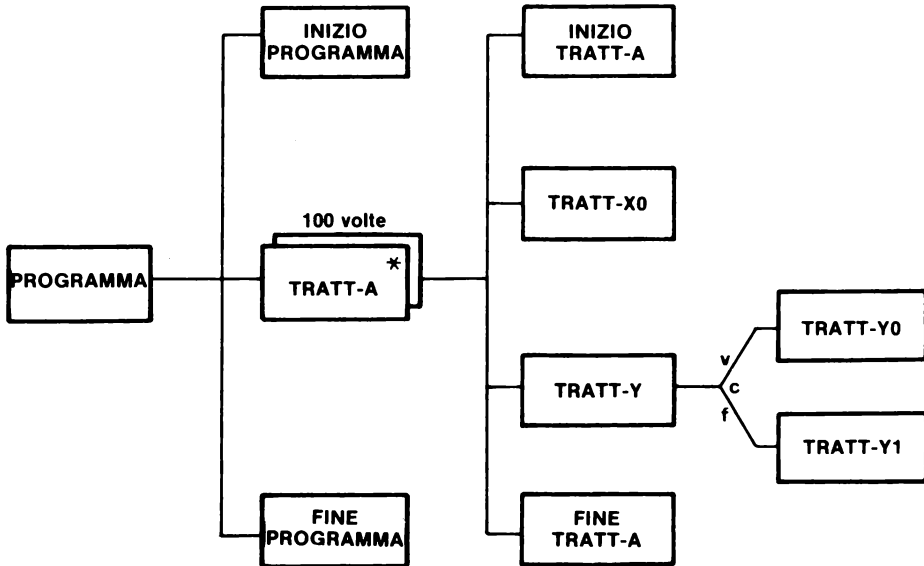 INIZIO
PROGRAMMA
INIZIO
TRATT-A
TRATT-X0
100 volte
PROGRAMMA
*
TRATT-A
TRATT-Y0
v
c
f
TRATT-Y
TRATT-Y1
FINE
PROGRAMMA
FINE
TRATT-A